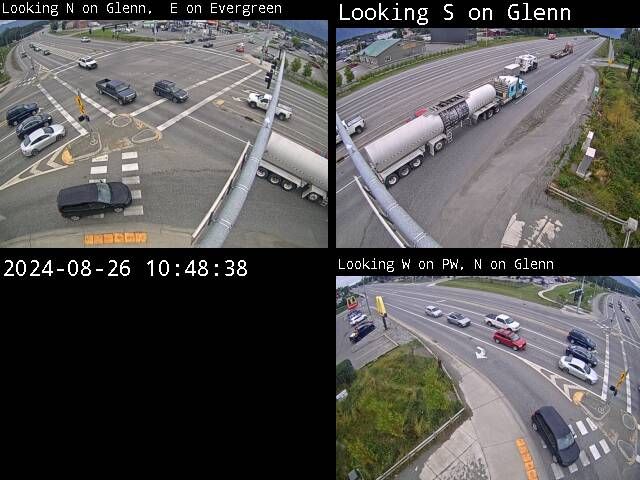 Looking N on Glenn,  E on Evergreen
Looking S on Glenn
2024-08-26 10:48:38
Looking W on PW, N on Glenn